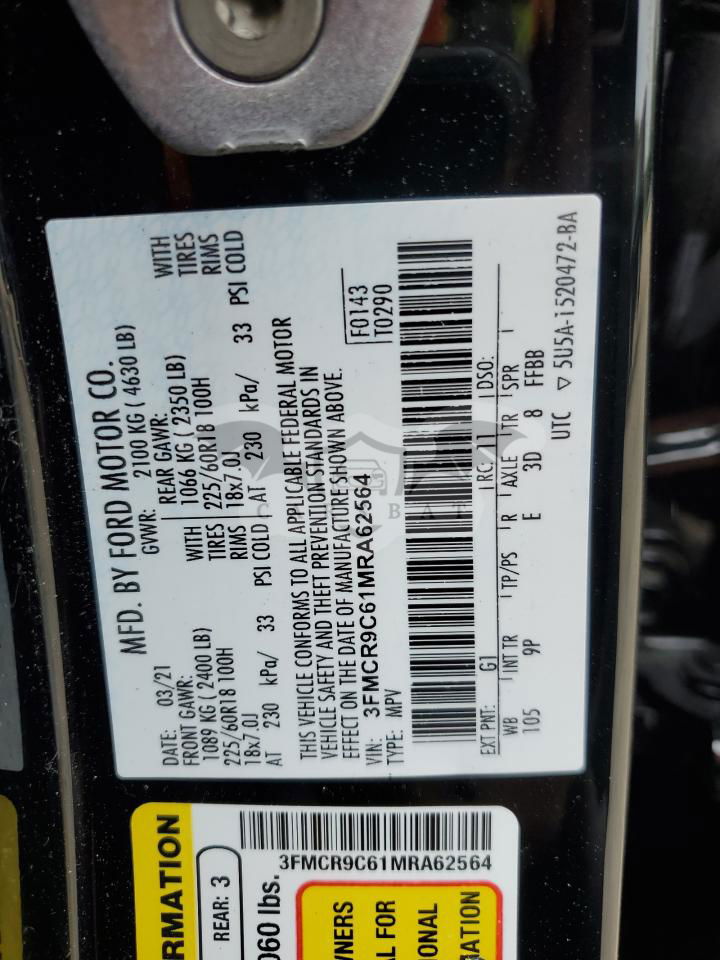 MFD. BY FORD MOTOR CO.
DATE: 03/21
GVWR: 2100 KG ( 4630 LB)
FRONT GAWR:
1089 KG ( 2400 LB)
225/60R18 100H
18x7.0J
AT 230 kPa/ 33 PSI COLD
WITH
TIRES
RIMS
REAR GAWR:
1066 KG ( 2350 LB)
225/60R18 100H
18x7.0J
AT 230 kPa/ 33 PSI COLD
WITH
TIRES
RIMS
THIS VEHICLE CONFORMS TO ALL APPLICABLE FEDERAL MOTOR
VEHICLE SAFETY AND THEFT PREVENTION STANDARDS IN
EFFECT ON THE DATE OF MANUFACTURE SHOWN ABOVE.
VIN: 3FMCR9C61MRA62564
TYPE: MPV
F0143
T0290
EXT PNT: G1 RC: 11 DSO:
WB INT TR TP/PS R AXLE TR SPR
105 9P E 3D 8 FFBB
UTC ▽ 5U5A-1520472-BA
RMATION
REAR: 3
3FMCR9C61MRA62564
060 lbs.
WNERS
AL FOR
IONAL
ATION